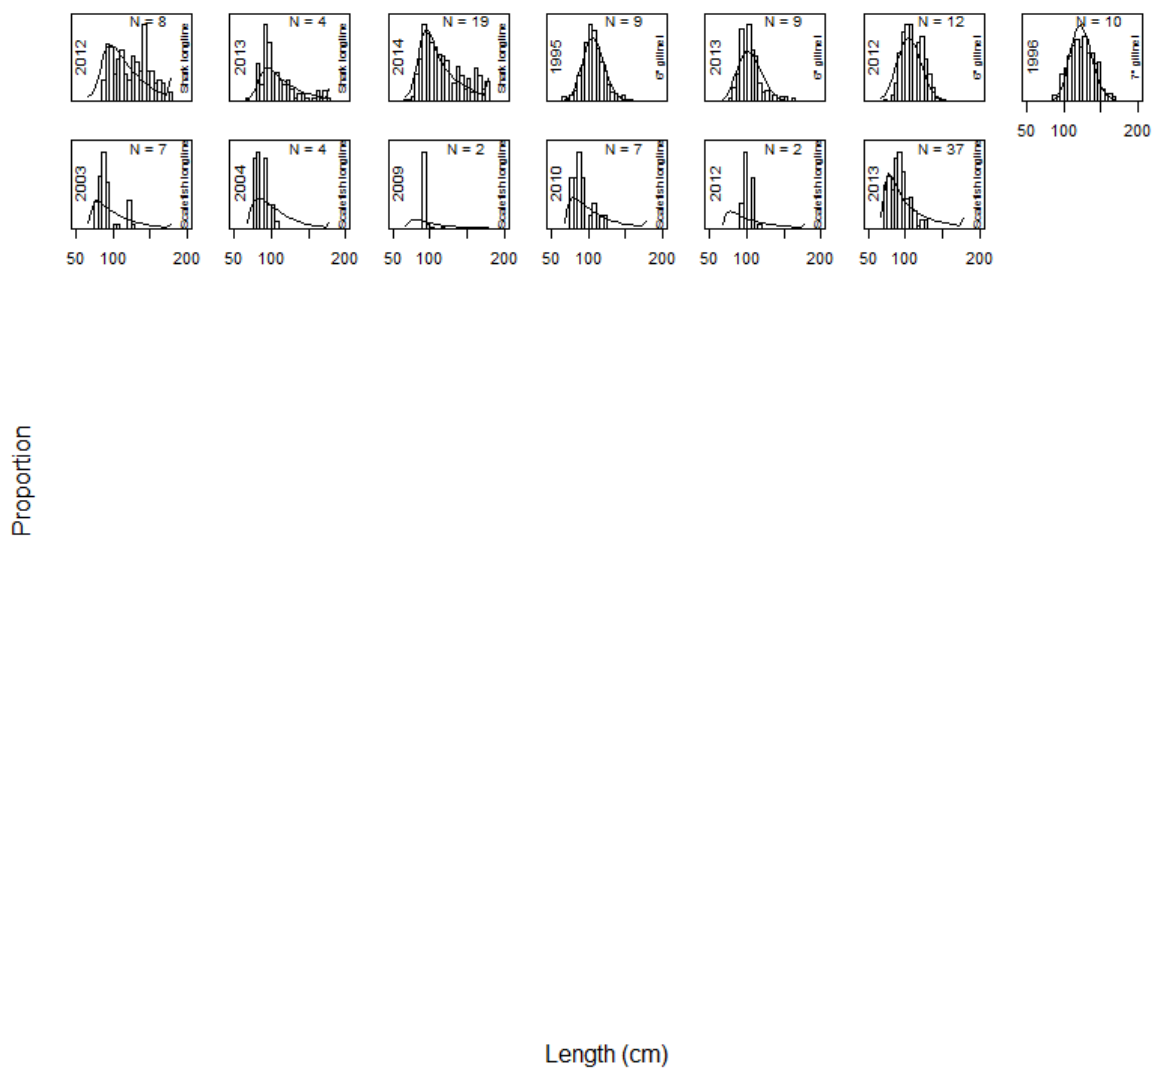 N = 8
2012
Shark longline
N = 4
2013
Shark longline
N = 19
2014
Shark longline
N = 9
1995
6" gillnet
N = 9
2013
6" gillnet
N = 12
2012
6" gillnet
N = 10
1996
7" gillnet
50 100 200
N = 7
2003
Scalefish longline
N = 4
2004
Scalefish longline
N = 2
2009
Scalefish longline
N = 7
2010
Scalefish longline
N = 2
2012
Scalefish longline
N = 37
2013
Scalefish longline
50 100 200
50 100 200
50 100 200
50 100 200
50 100 200
50 100 200
Proportion
Length (cm)